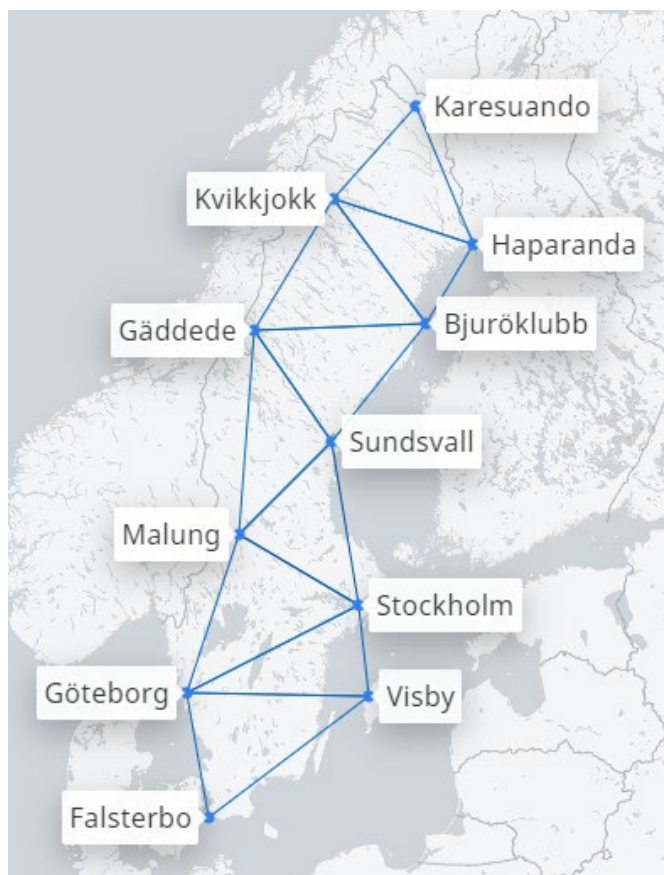 Karesuando
Kvikkjokk
Haparanda
Gäddede
Bjuröklubb
Sundsvall
Malung
Stockholm
Göteborg
Visby
Falsterbo